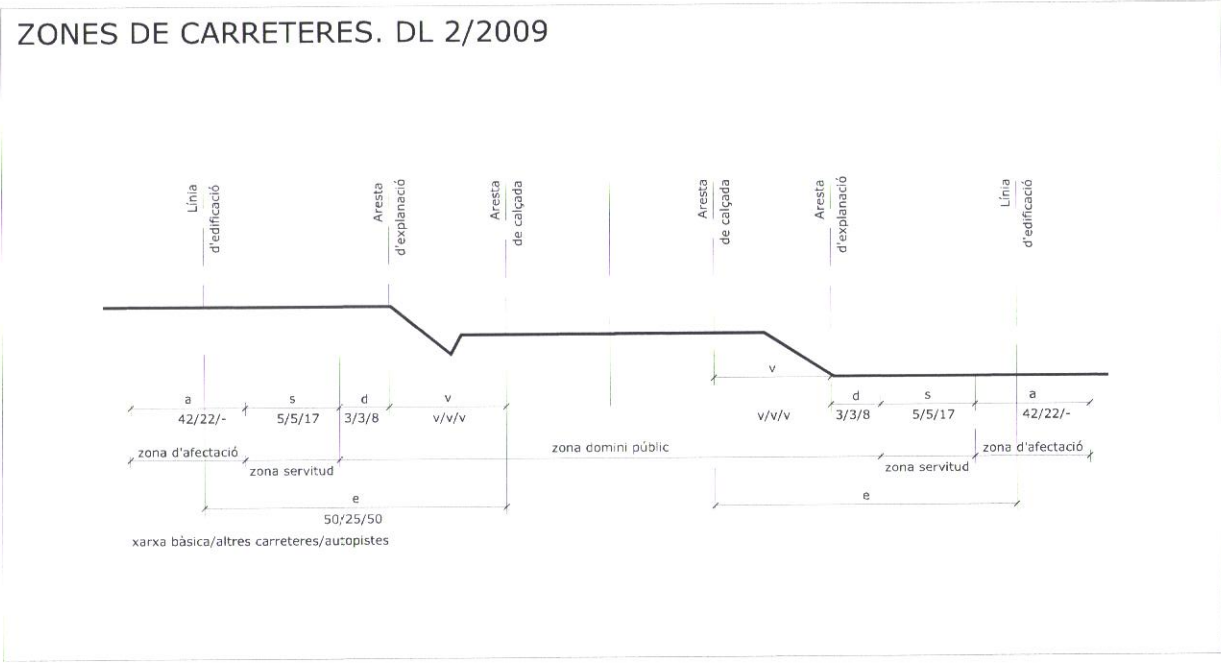 ZONES DE CARRETERES. DL 2/2009
Línia
d'edificació
Aresta
d'explanació
Aresta
de calçada
Aresta
de calçada
Aresta
d'explanació
Línia
d'edificació
v
a s d v d s a
42/22/- 5/5/17 3/3/8 v/v/v v/v/v 3/3/8 5/5/17 42/22/-
zona d'afectació zona domini públic zona d'afectació
zona servitud zona servitud
e e
50/25/50
xarxa bàsica/altres carreteres/autopistes